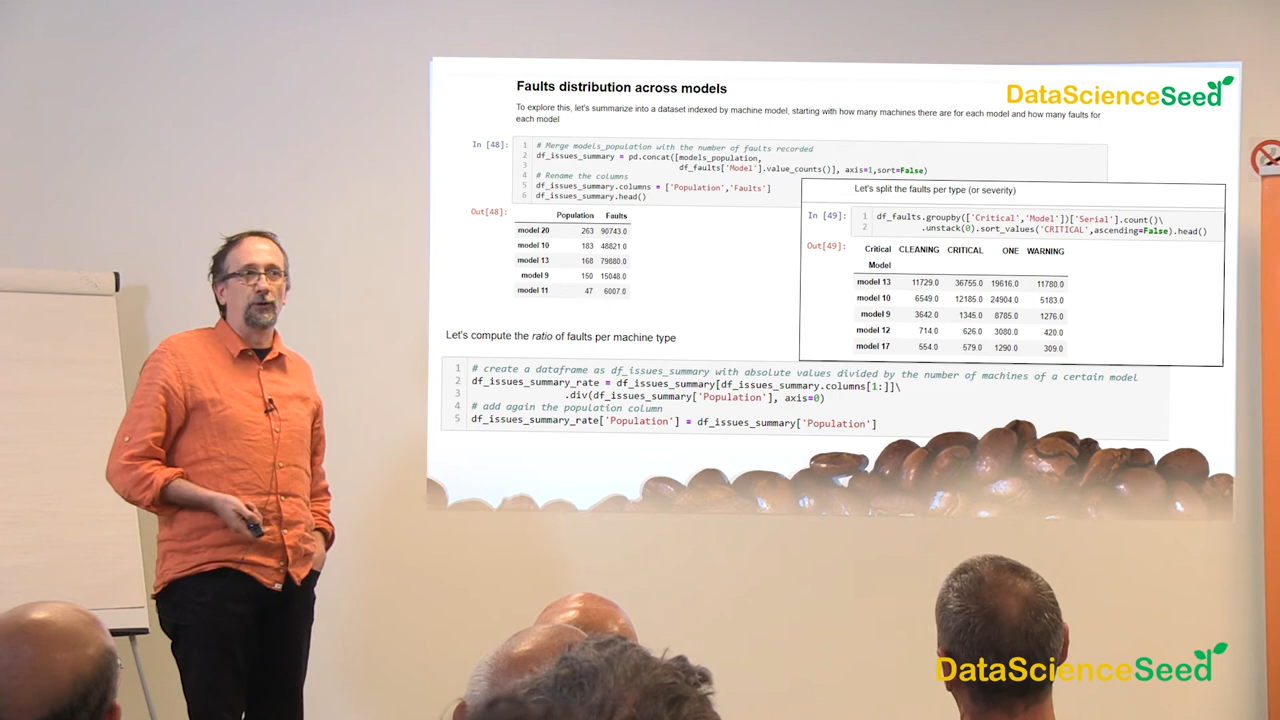 Faults distribution across models
DataScienceSeed
To explore this, let's summarize into a dataset indexed by machine model, starting with how many machines there are for each model and how many faults for
each model
In [48]:
1 # Merge models_population with the number of faults recorded
2 df_issues_summary = pd.concat([models_population,
3 df_faults['Model'].value_counts()], axis=1,sort=False)
4 # Rename the columns
5 df_issues_summary.columns = ['Population','Faults']
6 df_issues_summary.head()
Out[48]:
Population Faults
model 20 263 90743.0
model 10 183 48821.0
model 13 168 79880.0
model 9 150 15048.0
model 11 47 6007.0
Let's split the faults per type (or severity)
In [49]:
1 df_faults.groupby(['Critical','Model'])['Serial'].count()\
2 .unstack(0).sort_values('CRITICAL',ascending=False).head()
Out[49]:
Critical CLEANING CRITICAL ONE WARNING
Model
model 13 11729.0 36755.0 19616.0 11780.0
model 10 6549.0 12185.0 24904.0 5183.0
model 9 3642.0 1345.0 8785.0 1276.0
model 12 714.0 626.0 3080.0 420.0
model 17 554.0 579.0 1290.0 309.0
Let's compute the ratio of faults per machine type
1 # create a dataframe as df_issues_summary with absolute values divided by the number of machines of a certain model
2 df_issues_summary_rate = df_issues_summary[df_issues_summary.columns[1:]]\
3 .div(df_issues_summary['Population'], axis=0)
4 # add again the population column
5 df_issues_summary_rate['Population'] = df_issues_summary['Population']
DataScienceSeed